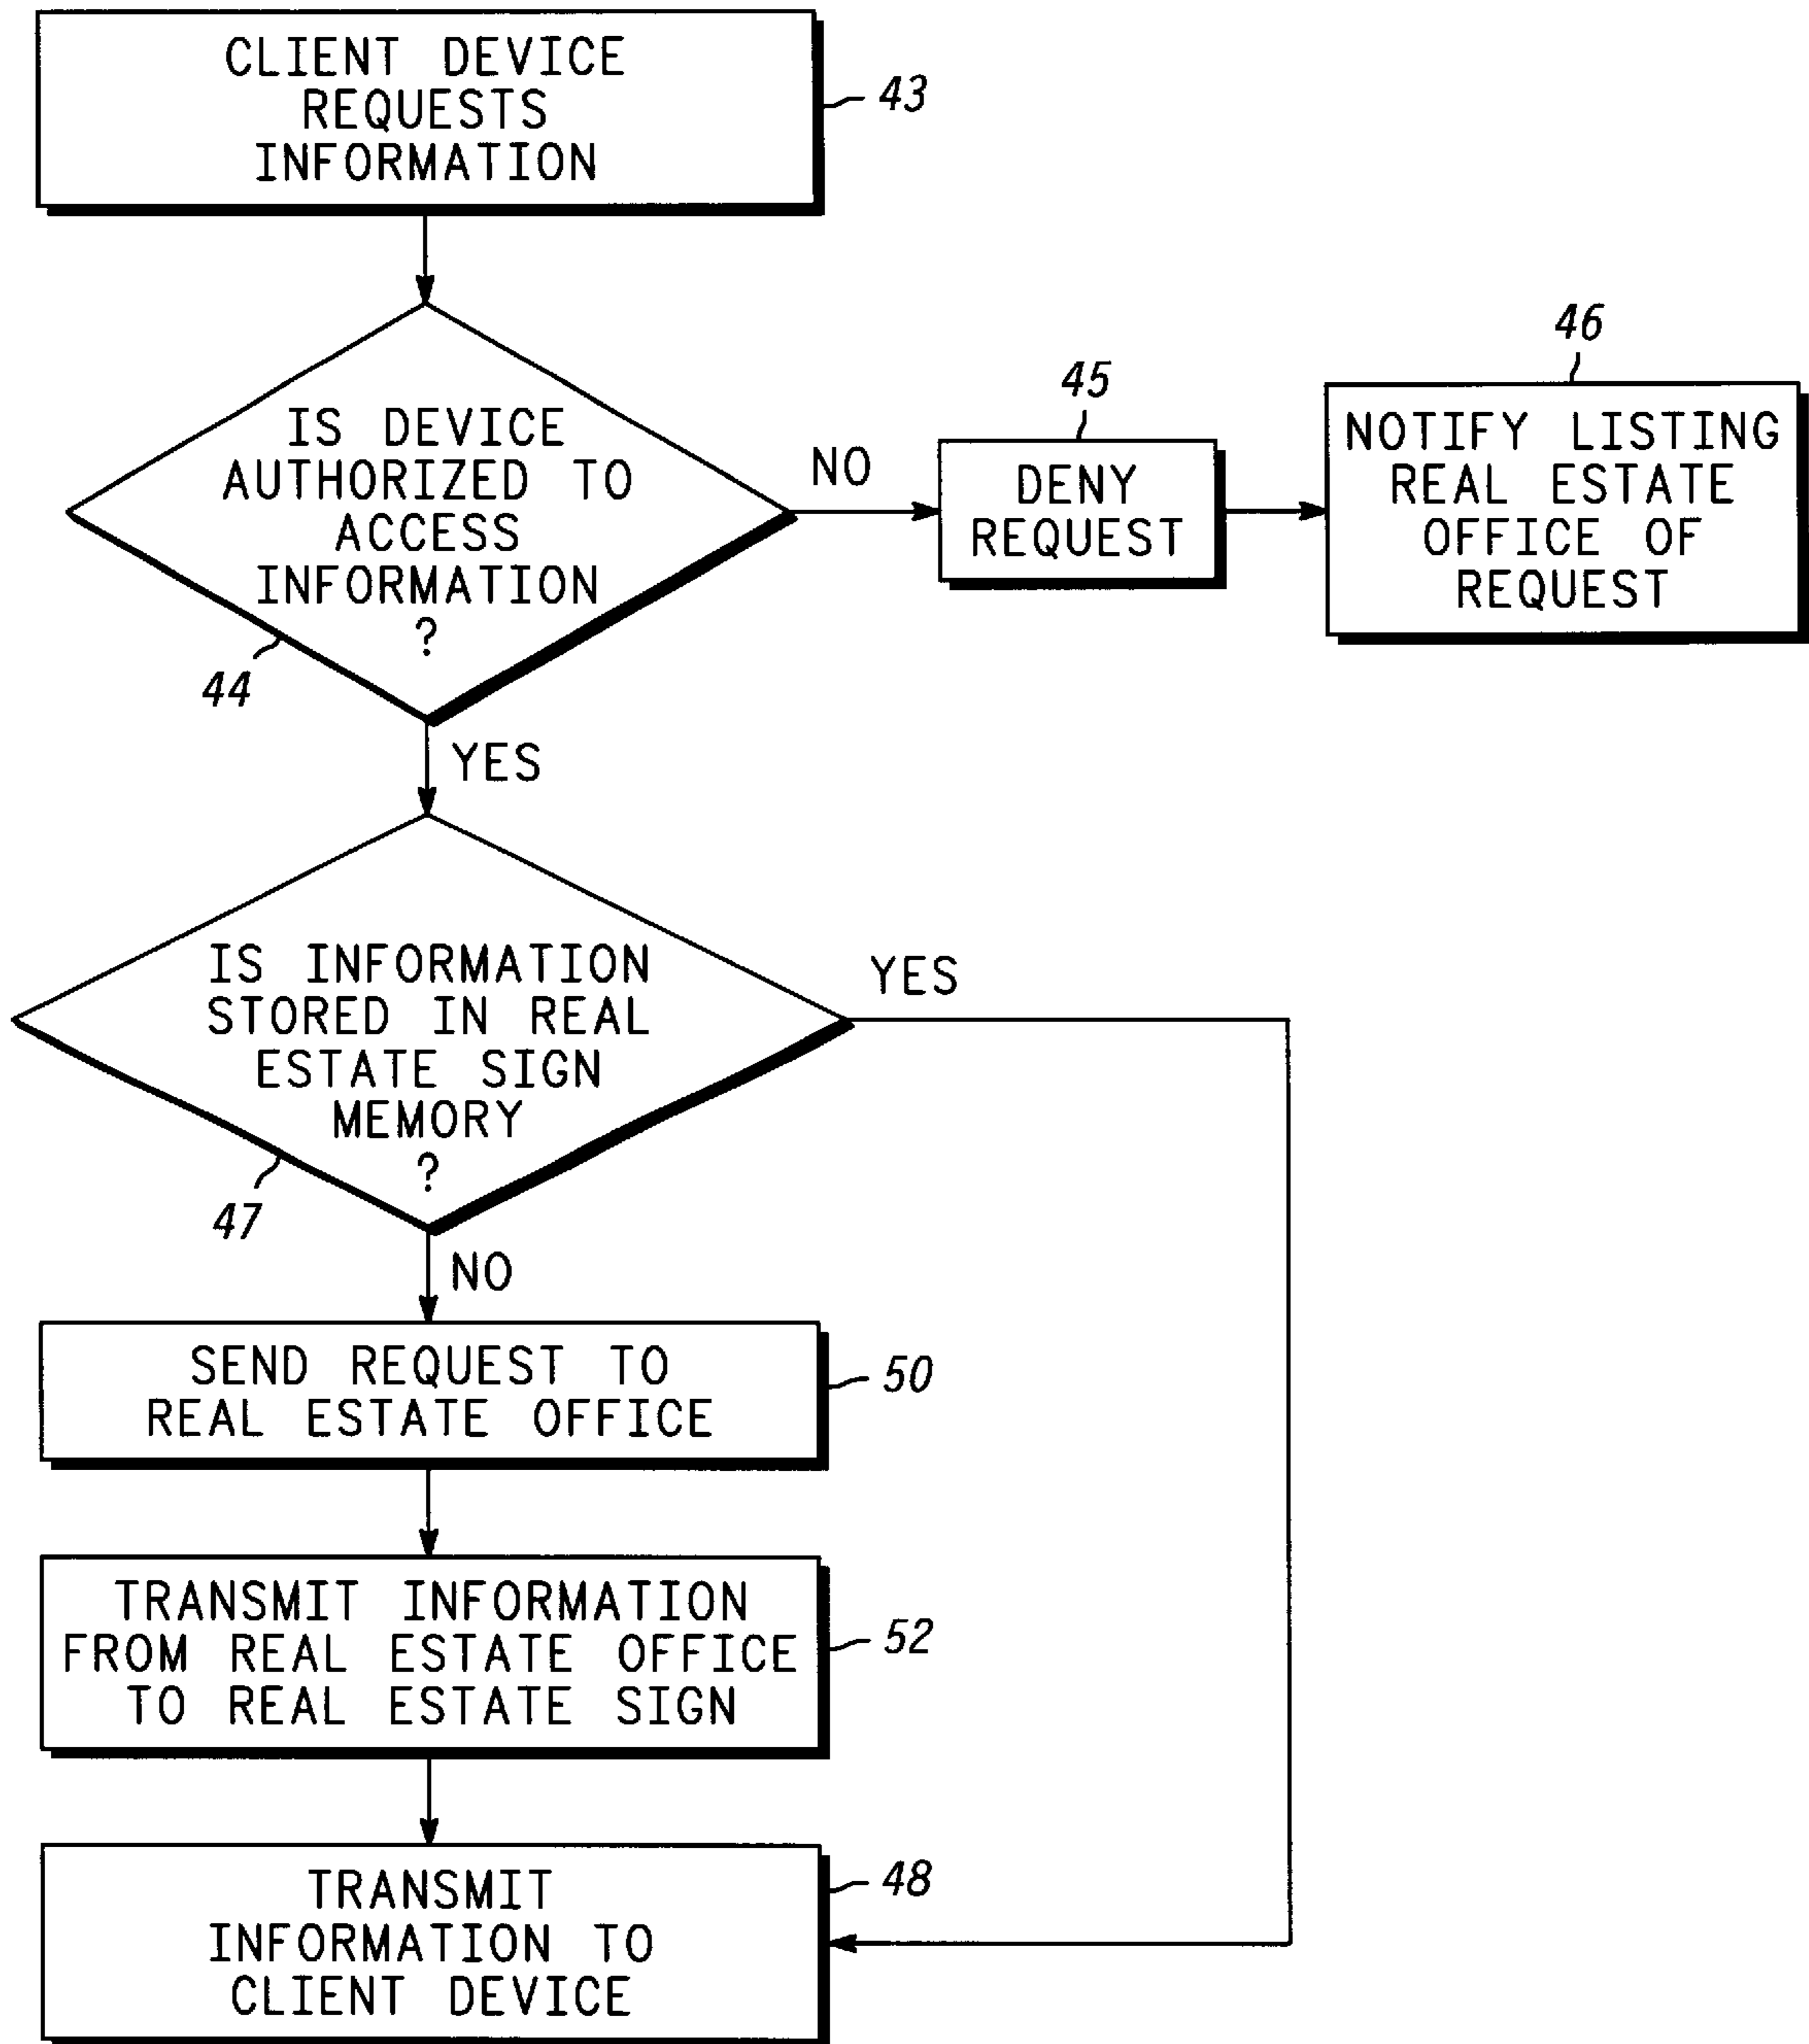 CLIENT DEVICE
REQUESTS
INFORMATION
43
IS DEVICE
AUTHORIZED TO
ACCESS
INFORMATION
?
44
NO
45
DENY
REQUEST
46
NOTIFY LISTING
REAL ESTATE
OFFICE OF
REQUEST
YES
IS INFORMATION
STORED IN REAL
ESTATE SIGN
MEMORY
?
47
YES
NO
SEND REQUEST TO
REAL ESTATE OFFICE
50
TRANSMIT INFORMATION
FROM REAL ESTATE OFFICE
TO REAL ESTATE SIGN
52
TRANSMIT
INFORMATION TO
CLIENT DEVICE
48